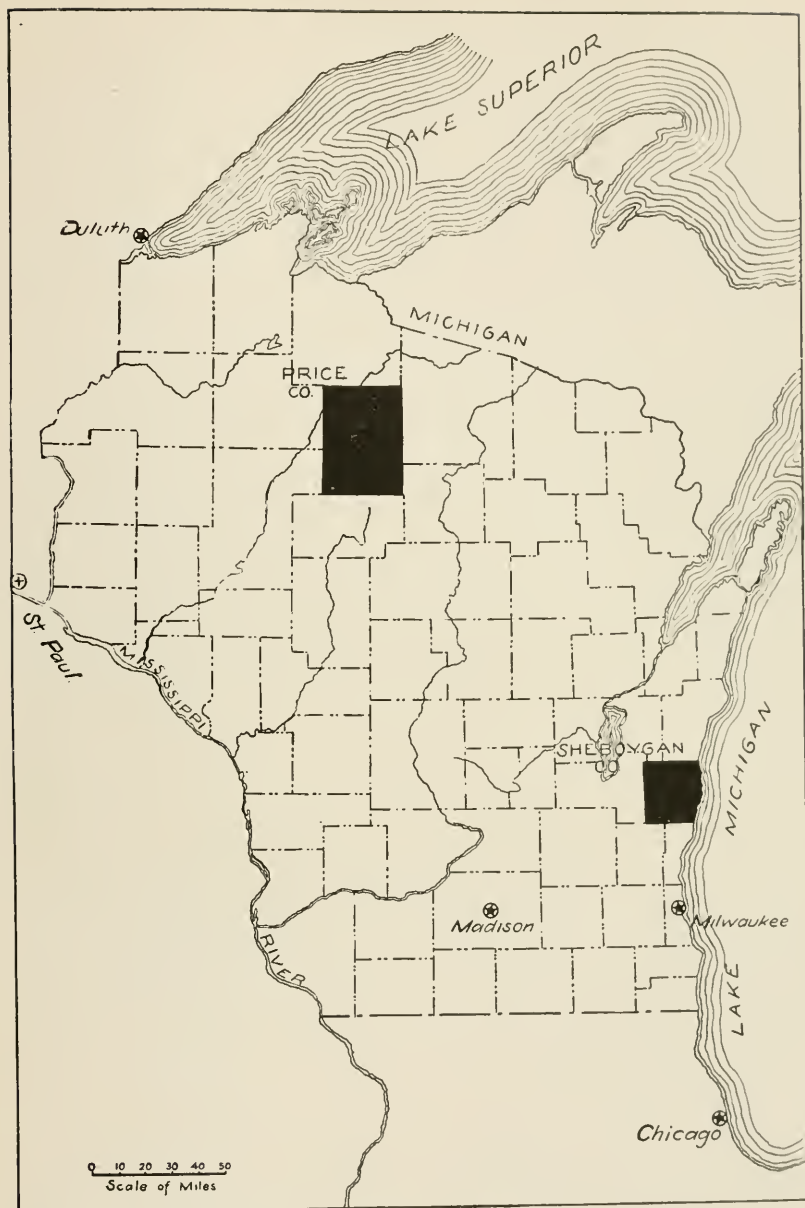 LAKE SUPERIOR
Duluth
MICHIGAN
PRICE
CO.
St. Paul.
MISSISSIPPI
SHEBOYGAN
CO
MICHIGAN
Madison
Milwaukee
RIVER
LAKE
Chicago
0 10 20 30 40 50
Scale of Miles